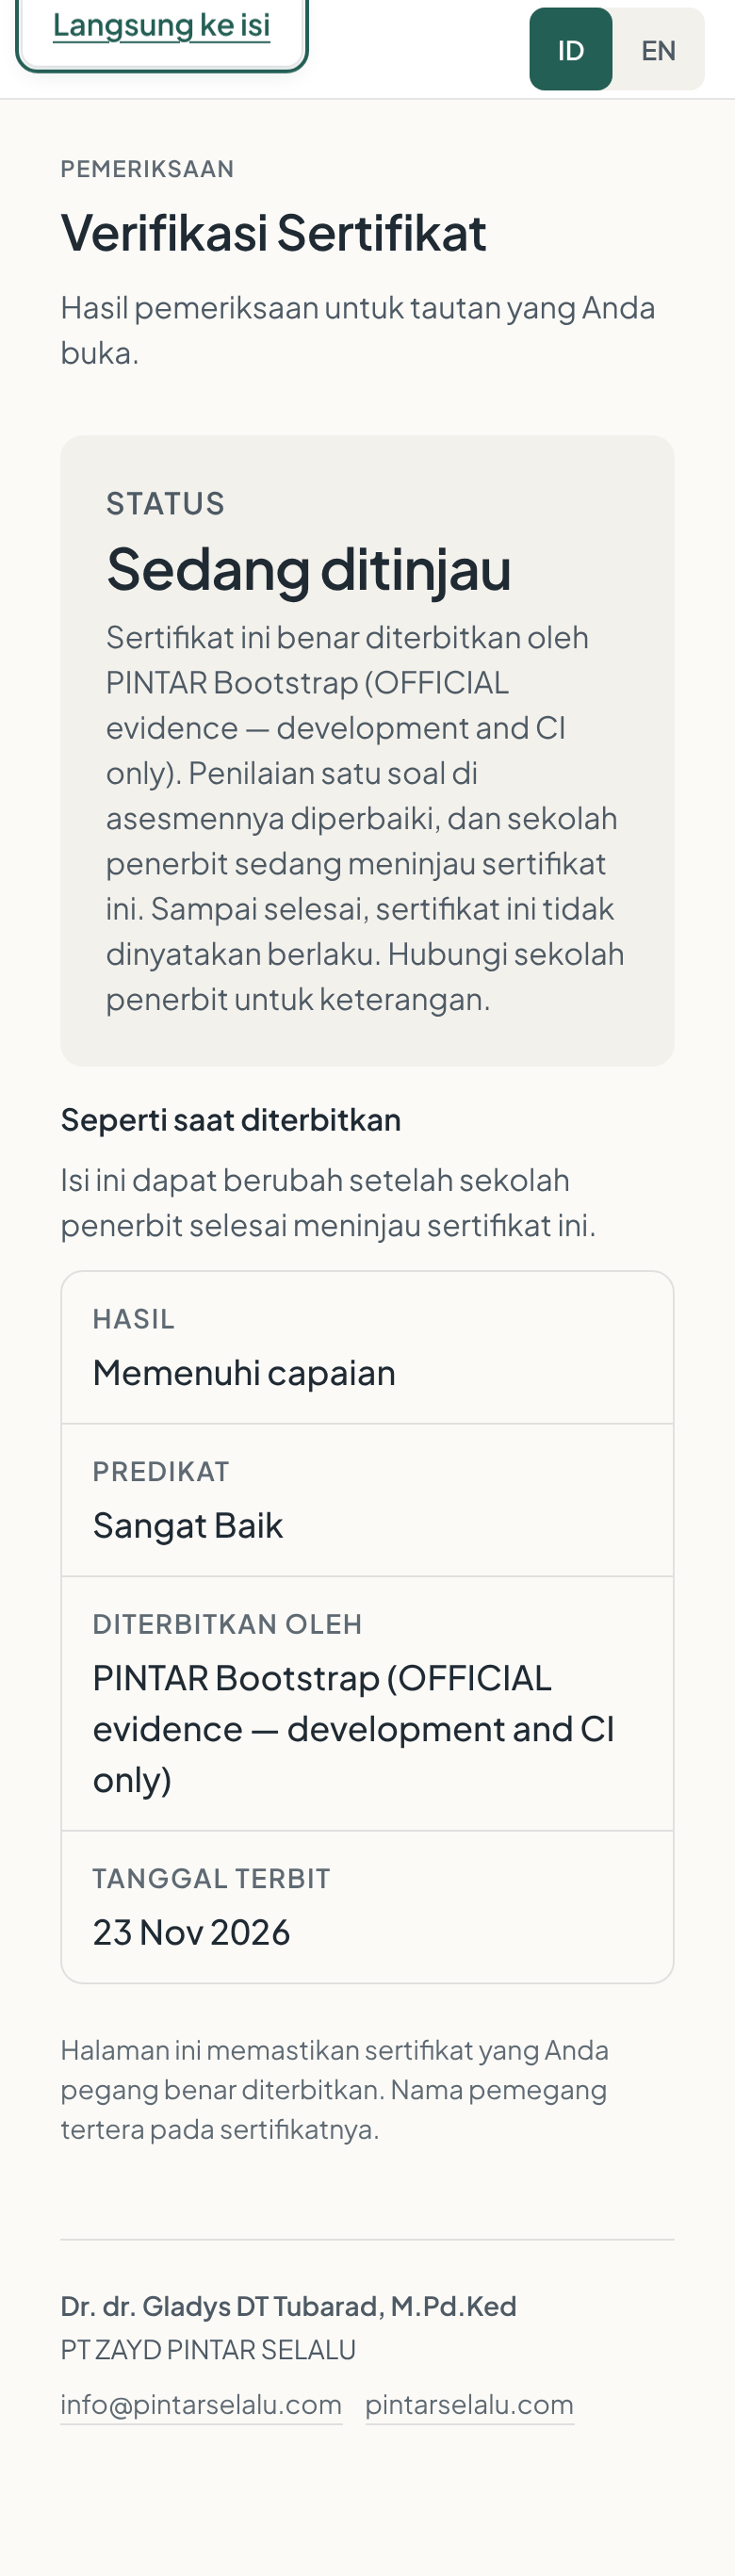 Langsung ke isi
ID EN
PEMERIKSAAN
Verifikasi Sertifikat
Hasil pemeriksaan untuk tautan yang Anda
buka.
STATUS
Sedang ditinjau
Sertifikat ini benar diterbitkan oleh
PINTAR Bootstrap (OFFICIAL
evidence — development and CI
only). Penilaian satu soal di
asesmennya diperbaiki, dan sekolah
penerbit sedang meninjau sertifikat
ini. Sampai selesai, sertifikat ini tidak
dinyatakan berlaku. Hubungi sekolah
penerbit untuk keterangan.
Seperti saat diterbitkan
Isi ini dapat berubah setelah sekolah
penerbit selesai meninjau sertifikat ini.
HASIL
Memenuhi capaian
PREDIKAT
Sangat Baik
DITERBITKAN OLEH
PINTAR Bootstrap (OFFICIAL
evidence — development and CI
only)
TANGGAL TERBIT
23 Nov 2026
Halaman ini memastikan sertifikat yang Anda
pegang benar diterbitkan. Nama pemegang
tertera pada sertifikatnya.
Dr. dr. Gladys DT Tubarad, M.Pd.Ked
PT ZAYD PINTAR SELALU
info@pintarselalu.com pintarselalu.com